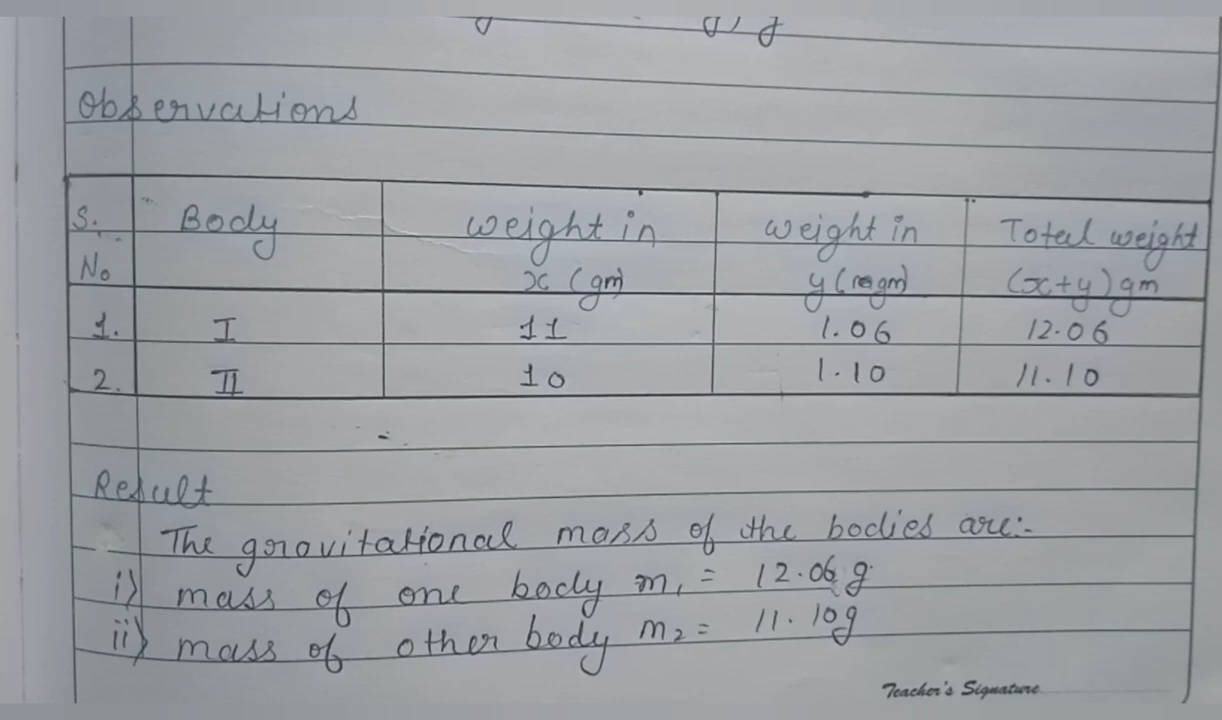 Observations
S. Body weight in weight in Total weight
No x (gm) y (mgm) (x+y) gm
1. I 11 1.06 12.06
2. II 10 1.10 11.10
Result
The gravitational mass of the bodies are:-
i) mass of one body m₁ = 12.06 g
ii) mass of other body m₂ = 11.10g
Teacher's Signature